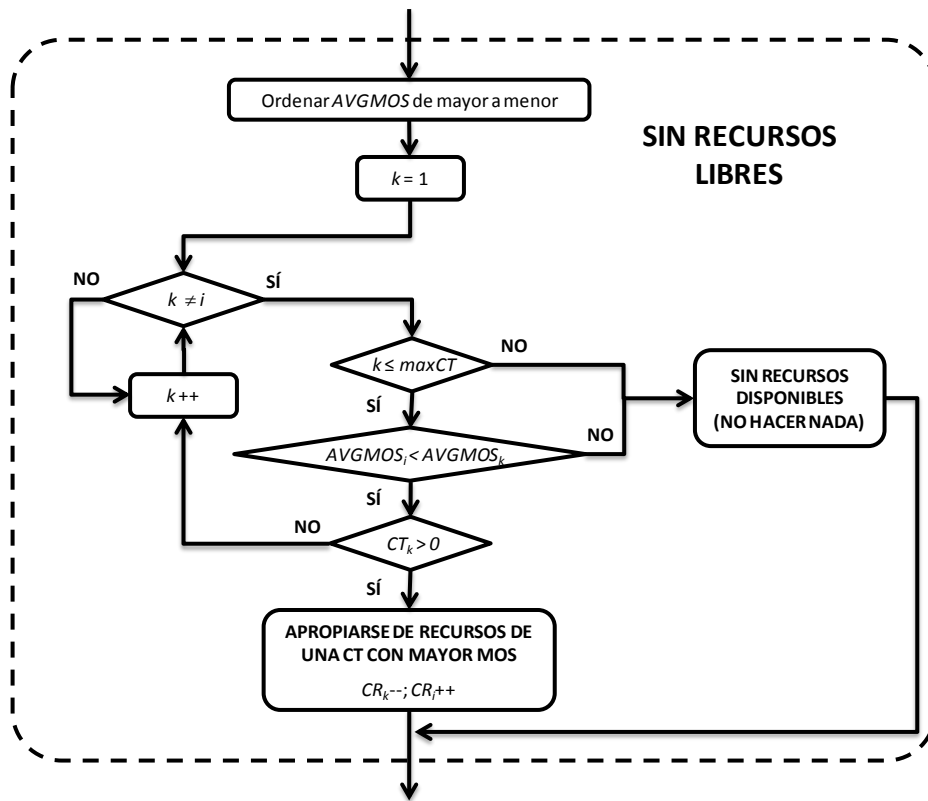 Ordenar AVGMOS de mayor a menor
SIN RECURSOS
LIBRES
k = 1
NO
SÍ
k ≠ i
NO
k ≤ maxCT
SIN RECURSOS
DISPONIBLES
(NO HACER NADA)
k++
SÍ
NO
AVGMOSi < AVGMOSk
SÍ
NO
CTk > 0
SÍ
APROPIARSE DE RECURSOS DE
UNA CT CON MAYOR MOS
CRk--; CRi++